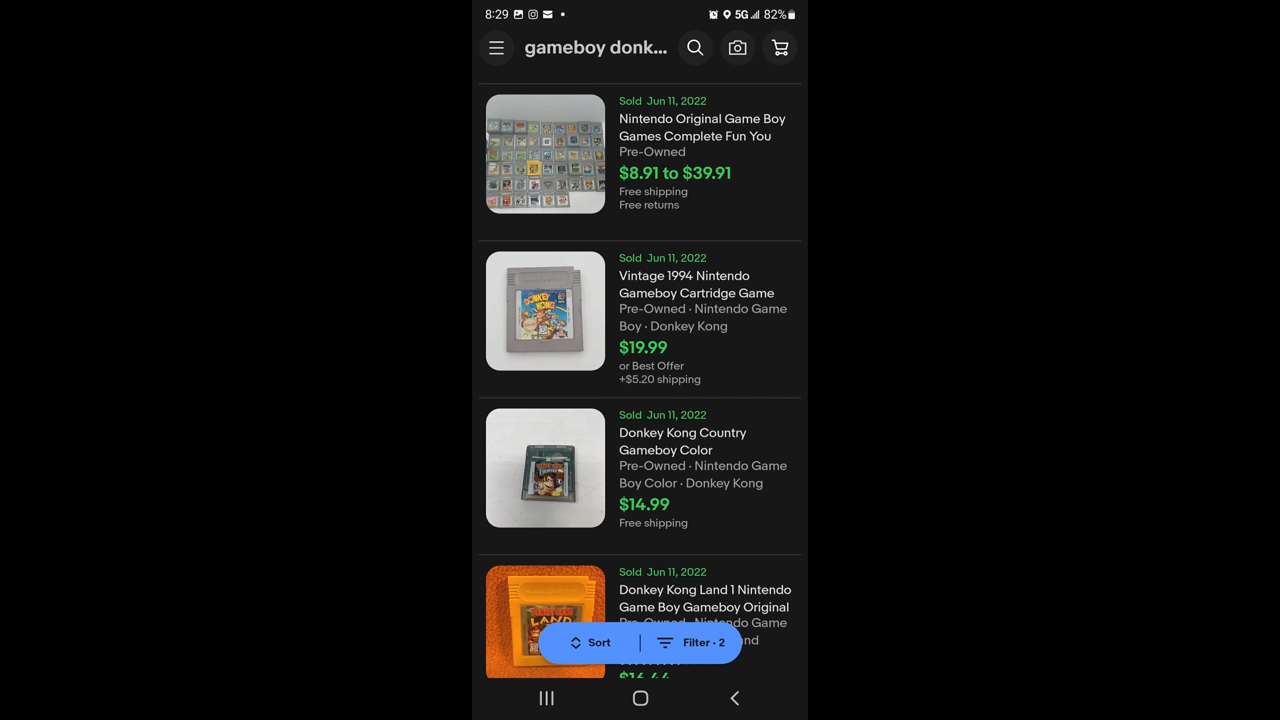 8:29
5G
82%
gameboy donk...
Sold Jun 11, 2022
Nintendo Original Game Boy
Games Complete Fun You
Pre-Owned
$8.91 to $39.91
Free shipping
Free returns
DONKEY
KONG
Sold Jun 11, 2022
Vintage 1994 Nintendo
Gameboy Cartridge Game
Pre-Owned · Nintendo Game
Boy · Donkey Kong
$19.99
or Best Offer
+$5.20 shipping
Sold Jun 11, 2022
Donkey Kong Country
Gameboy Color
Pre-Owned · Nintendo Game
Boy Color · Donkey Kong
$14.99
Free shipping
LAND
Sold Jun 11, 2022
Donkey Kong Land 1 Nintendo
Game Boy Gameboy Original
Pre-Owned · Nintendo Game
$16.44
Sort
Filter · 2